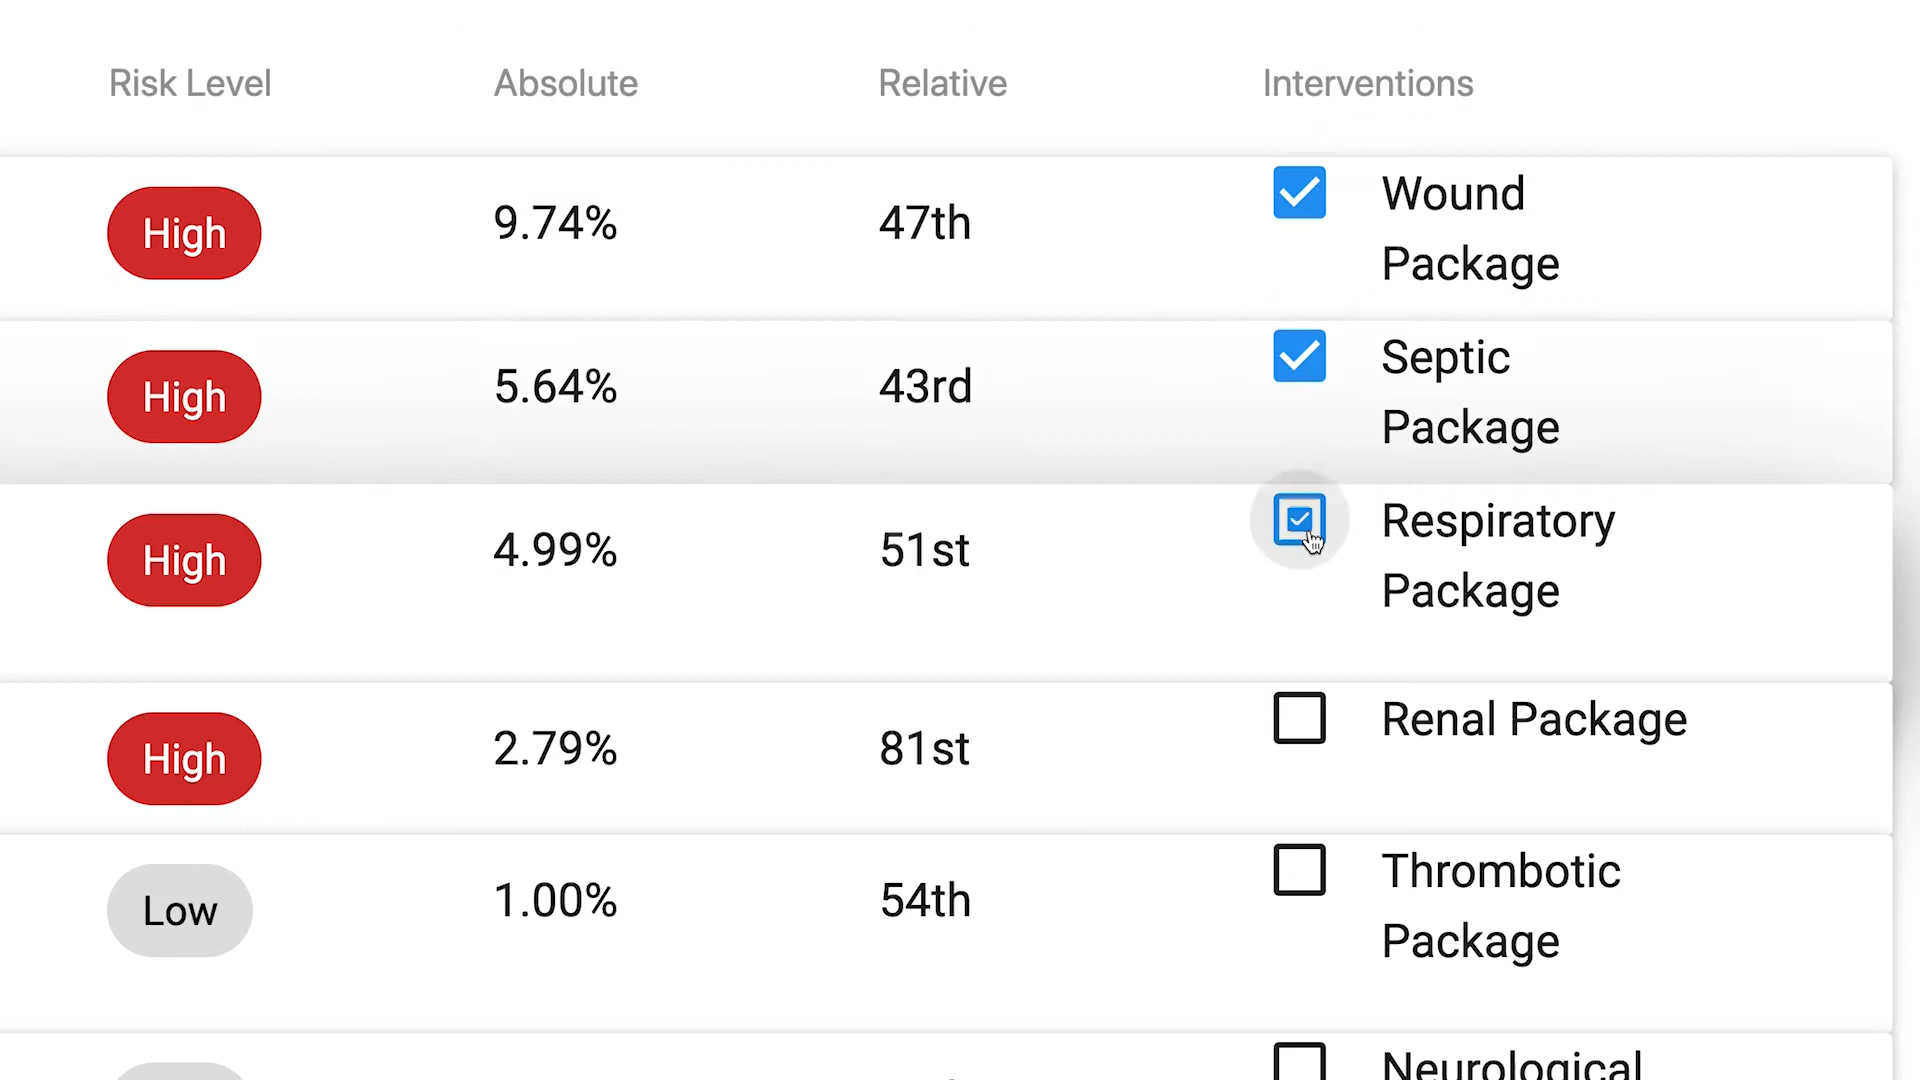 Risk Level Absolute Relative Interventions
High 9.74% 47th Wound
Package
High 5.64% 43rd Septic
Package
High 4.99% 51st Respiratory
Package
High 2.79% 81st Renal Package
Low 1.00% 54th Thrombotic
Package
Neurological